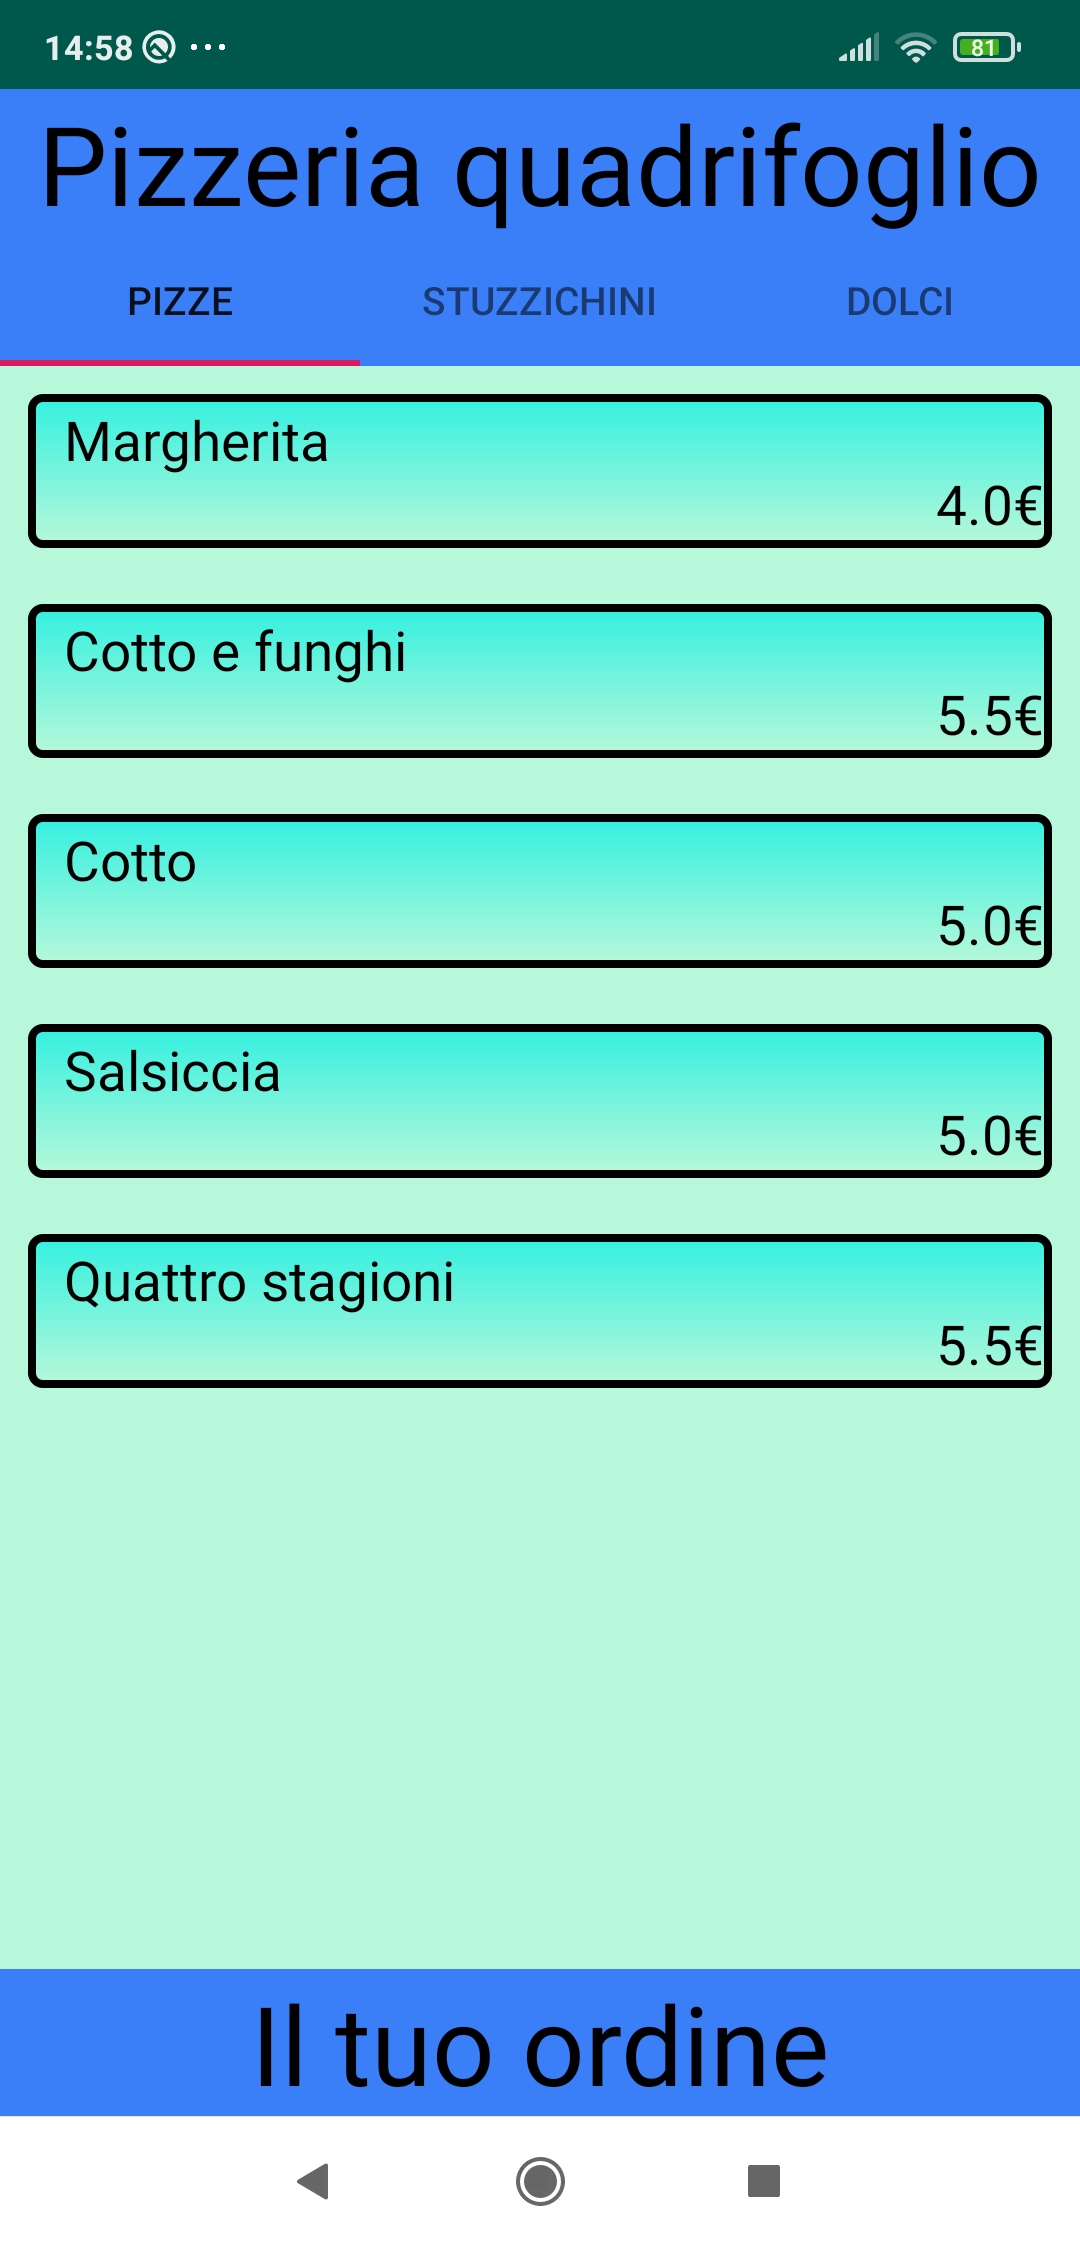 14:58
81
Pizzeria quadrifoglio
PIZZE STUZZICHINI DOLCI
Margherita
4.0€
Cotto e funghi
5.5€
Cotto
5.0€
Salsiccia
5.0€
Quattro stagioni
5.5€
Il tuo ordine